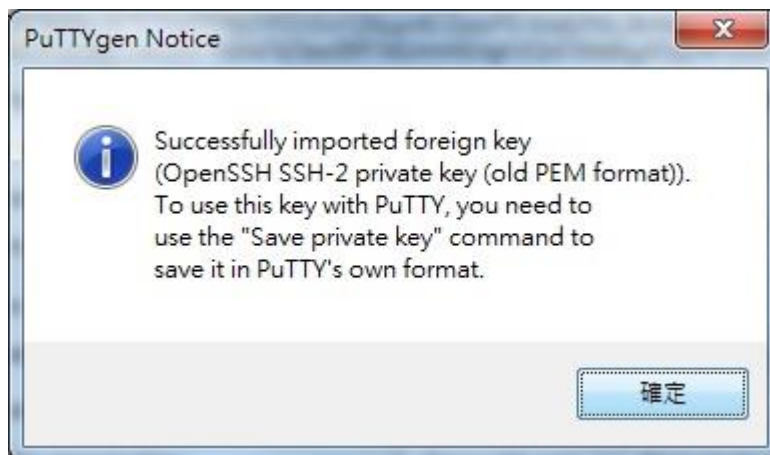 PuTTYgen Notice
Successfully imported foreign key
(OpenSSH SSH-2 private key (old PEM format)).
To use this key with PuTTY, you need to
use the "Save private key" command to
save it in PuTTY's own format.
確定